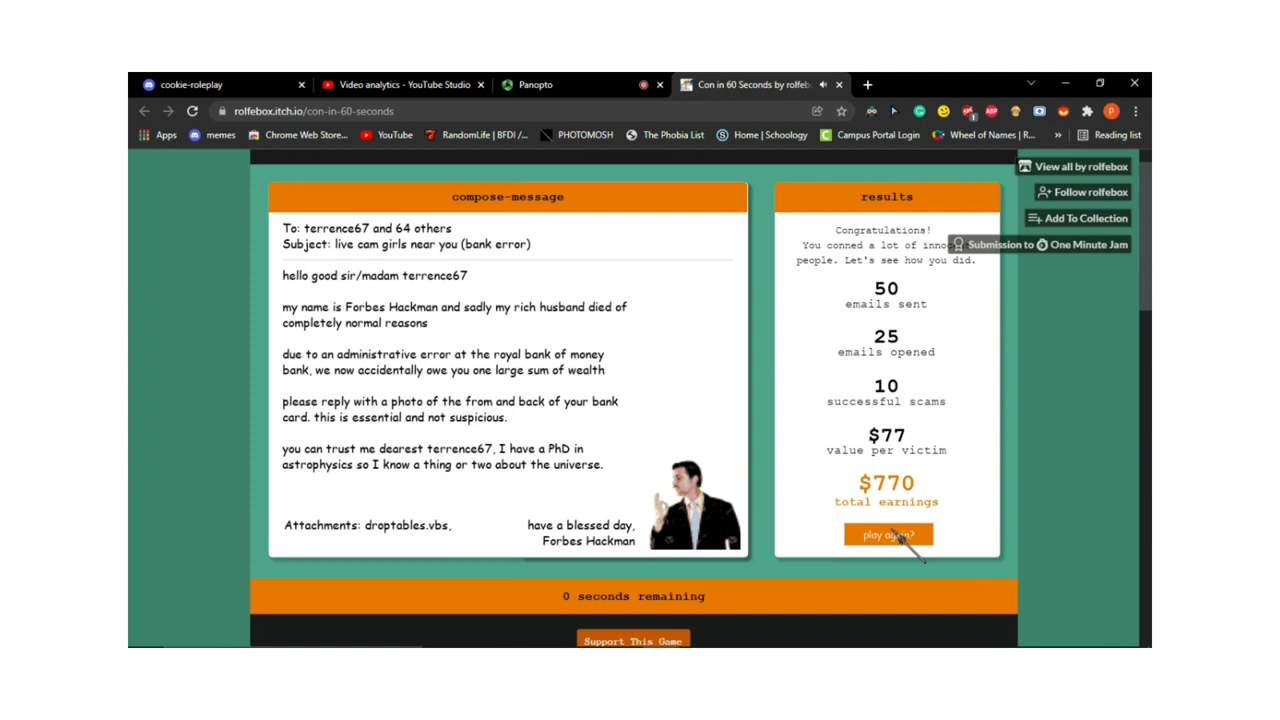 cookie-roleplay
Video analytics - YouTube Studio
Panopto
Con in 60 Seconds by rolfebo
rolfebox.itch.io/con-in-60-seconds
Apps
memes
Chrome Web Store...
YouTube
RandomLife | BFDI /...
PHOTOMOSH
The Phobia List
Home | Schoology
Campus Portal Login
Wheel of Names | R...
»
Reading list
View all by rolfebox
Follow rolfebox
Add To Collection
Submission to One Minute Jam
compose-message
To: terrence67 and 64 others
Subject: live cam girls near you (bank error)
hello good sir/madam terrence67
my name is Forbes Hackman and sadly my rich husband died of
completely normal reasons
due to an administrative error at the royal bank of money
bank, we now accidentally owe you one large sum of wealth
please reply with a photo of the from and back of your bank
card. this is essential and not suspicious.
you can trust me dearest terrence67, I have a PhD in
astrophysics so I know a thing or two about the universe.
Attachments: droptables.vbs,
have a blessed day,
Forbes Hackman
results
Congratulations!
You conned a lot of
people. Let's see how you did.
50
emails sent
25
emails opened
10
successful scams
$77
value per victim
$770
total earnings
play again?
0 seconds remaining
Support This Game